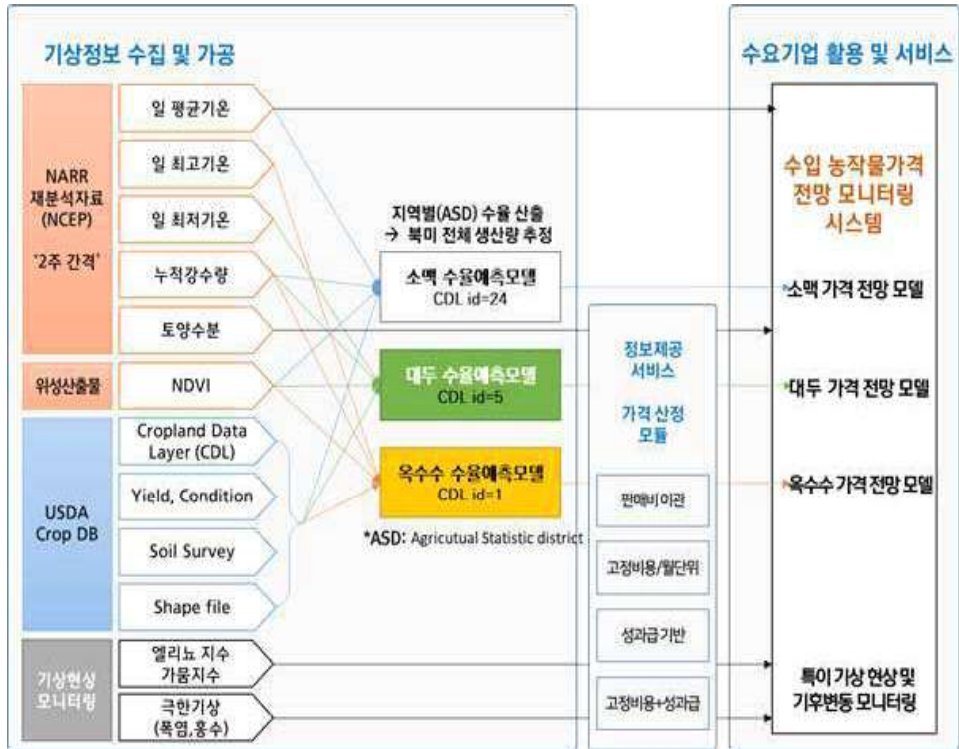 기상정보 수집 및 가공
NARR
재분석자료
(NCEP)
'2주 간격'
일 평균기온
일 최고기온
일 최저기온
누적강수량
토양수분
위성산출물
NDVI
USDA
Crop DB
Cropland Data
Layer (CDL)
Yield, Condition
Soil Survey
Shape file
기상현상
모니터링
엘리뇨 지수
가뭄지수
극한기상
(폭염,홍수)
지역별(ASD) 수율 산출
→ 북미 전체 생산량 추정
소맥 수율예측모델
CDL id=24
대두 수율예측모델
CDL id=5
옥수수 수율예측모델
CDL id=1
*ASD: Agricutual Statistic district
정보제공
서비스
가격 산정
모듈
판매비 이관
고정비용/월단위
성과급기반
고정비용+성과급
수요기업 활용 및 서비스
수입 농작물가격
전망 모니터링
시스템
소맥 가격 전망 모델
대두 가격 전망 모델
옥수수 가격 전망 모델
특이 기상 현상 및
기후변동 모니터링